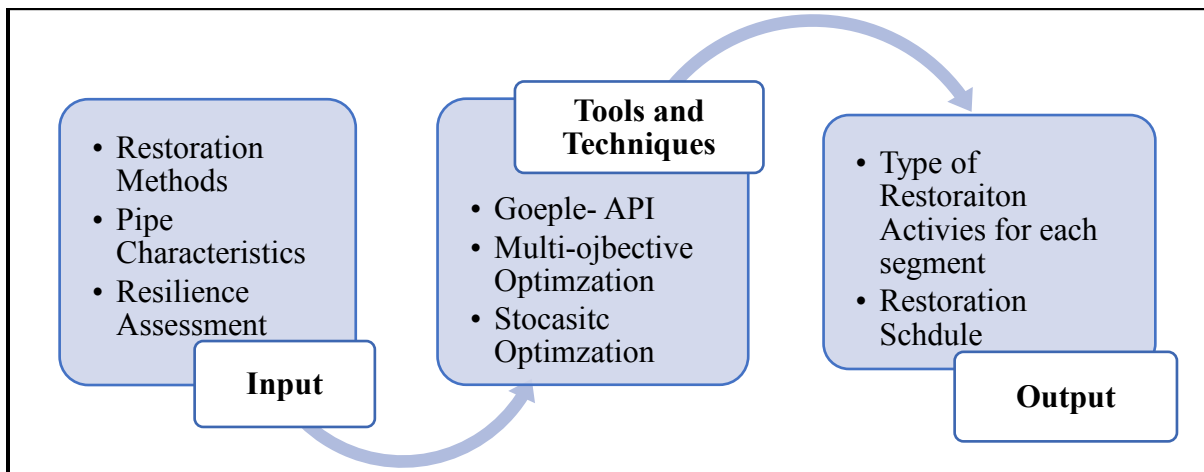 • Restoration
Methods
• Pipe
Characteristics
• Resilience
Assessment
Input
Tools and
Techniques
• Goeple- API
• Multi-ojbective
Optimzation
• Stocasitc
Optimzation
• Type of
Restoraiton
Activies for each
segment
• Restoration
Schdule
Output